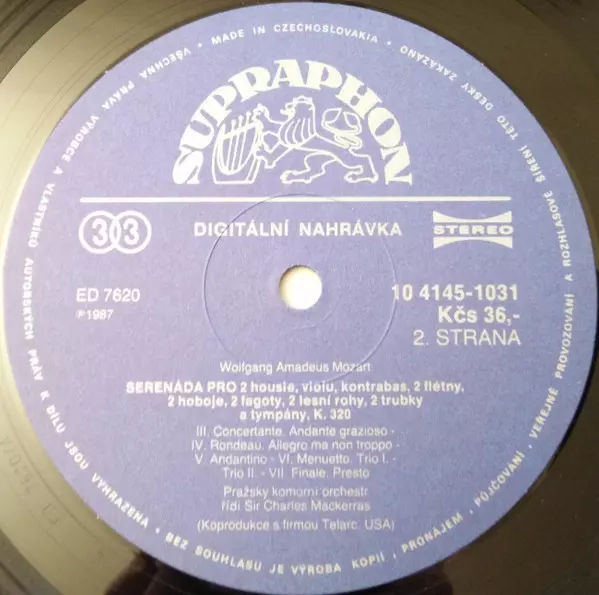 • VŠECHNA PRÁVA VÝROBCE A VLASTNÍKŮ AUTORSKÝCH PRÁV K DÍLU JSOU VYHRAZENA • BEZ SOUHLASU JE VÝROBA KOPIÍ, PRONÁJEM, PŮJČOVÁNÍ, VEŘEJNÉ PROVOZOVÁNÍ A ROZHLASOVÉ ŠÍŘENÍ TÉTO DESKY ZAKÁZÁNO • MADE IN CZECHOSLOVAKIA
SUPRAPHON
33 DIGITÁLNÍ NAHRÁVKA STEREO
ED 7620 10 4145-1031
Ⓟ1987 Kčs 36,-
2. STRANA
Wolfgang Amadeus Mozart
SERENÁDA PRO 2 housle, violu, kontrabas, 2 flétny,
2 hoboje, 2 fagoty, 2 lesní rohy, 2 trubky
a tympány, K. 320
III. Concertante. Andante grazioso -
IV. Rondeau. Allegro ma non troppo -
V. Andantino - VI. Menuetto. Trio I. -
Trio II. - VII. Finale. Presto
Pražský komorní orchestr
řídí Sir Charles Mackerras
(Koprodukce s firmou Telarc, USA)